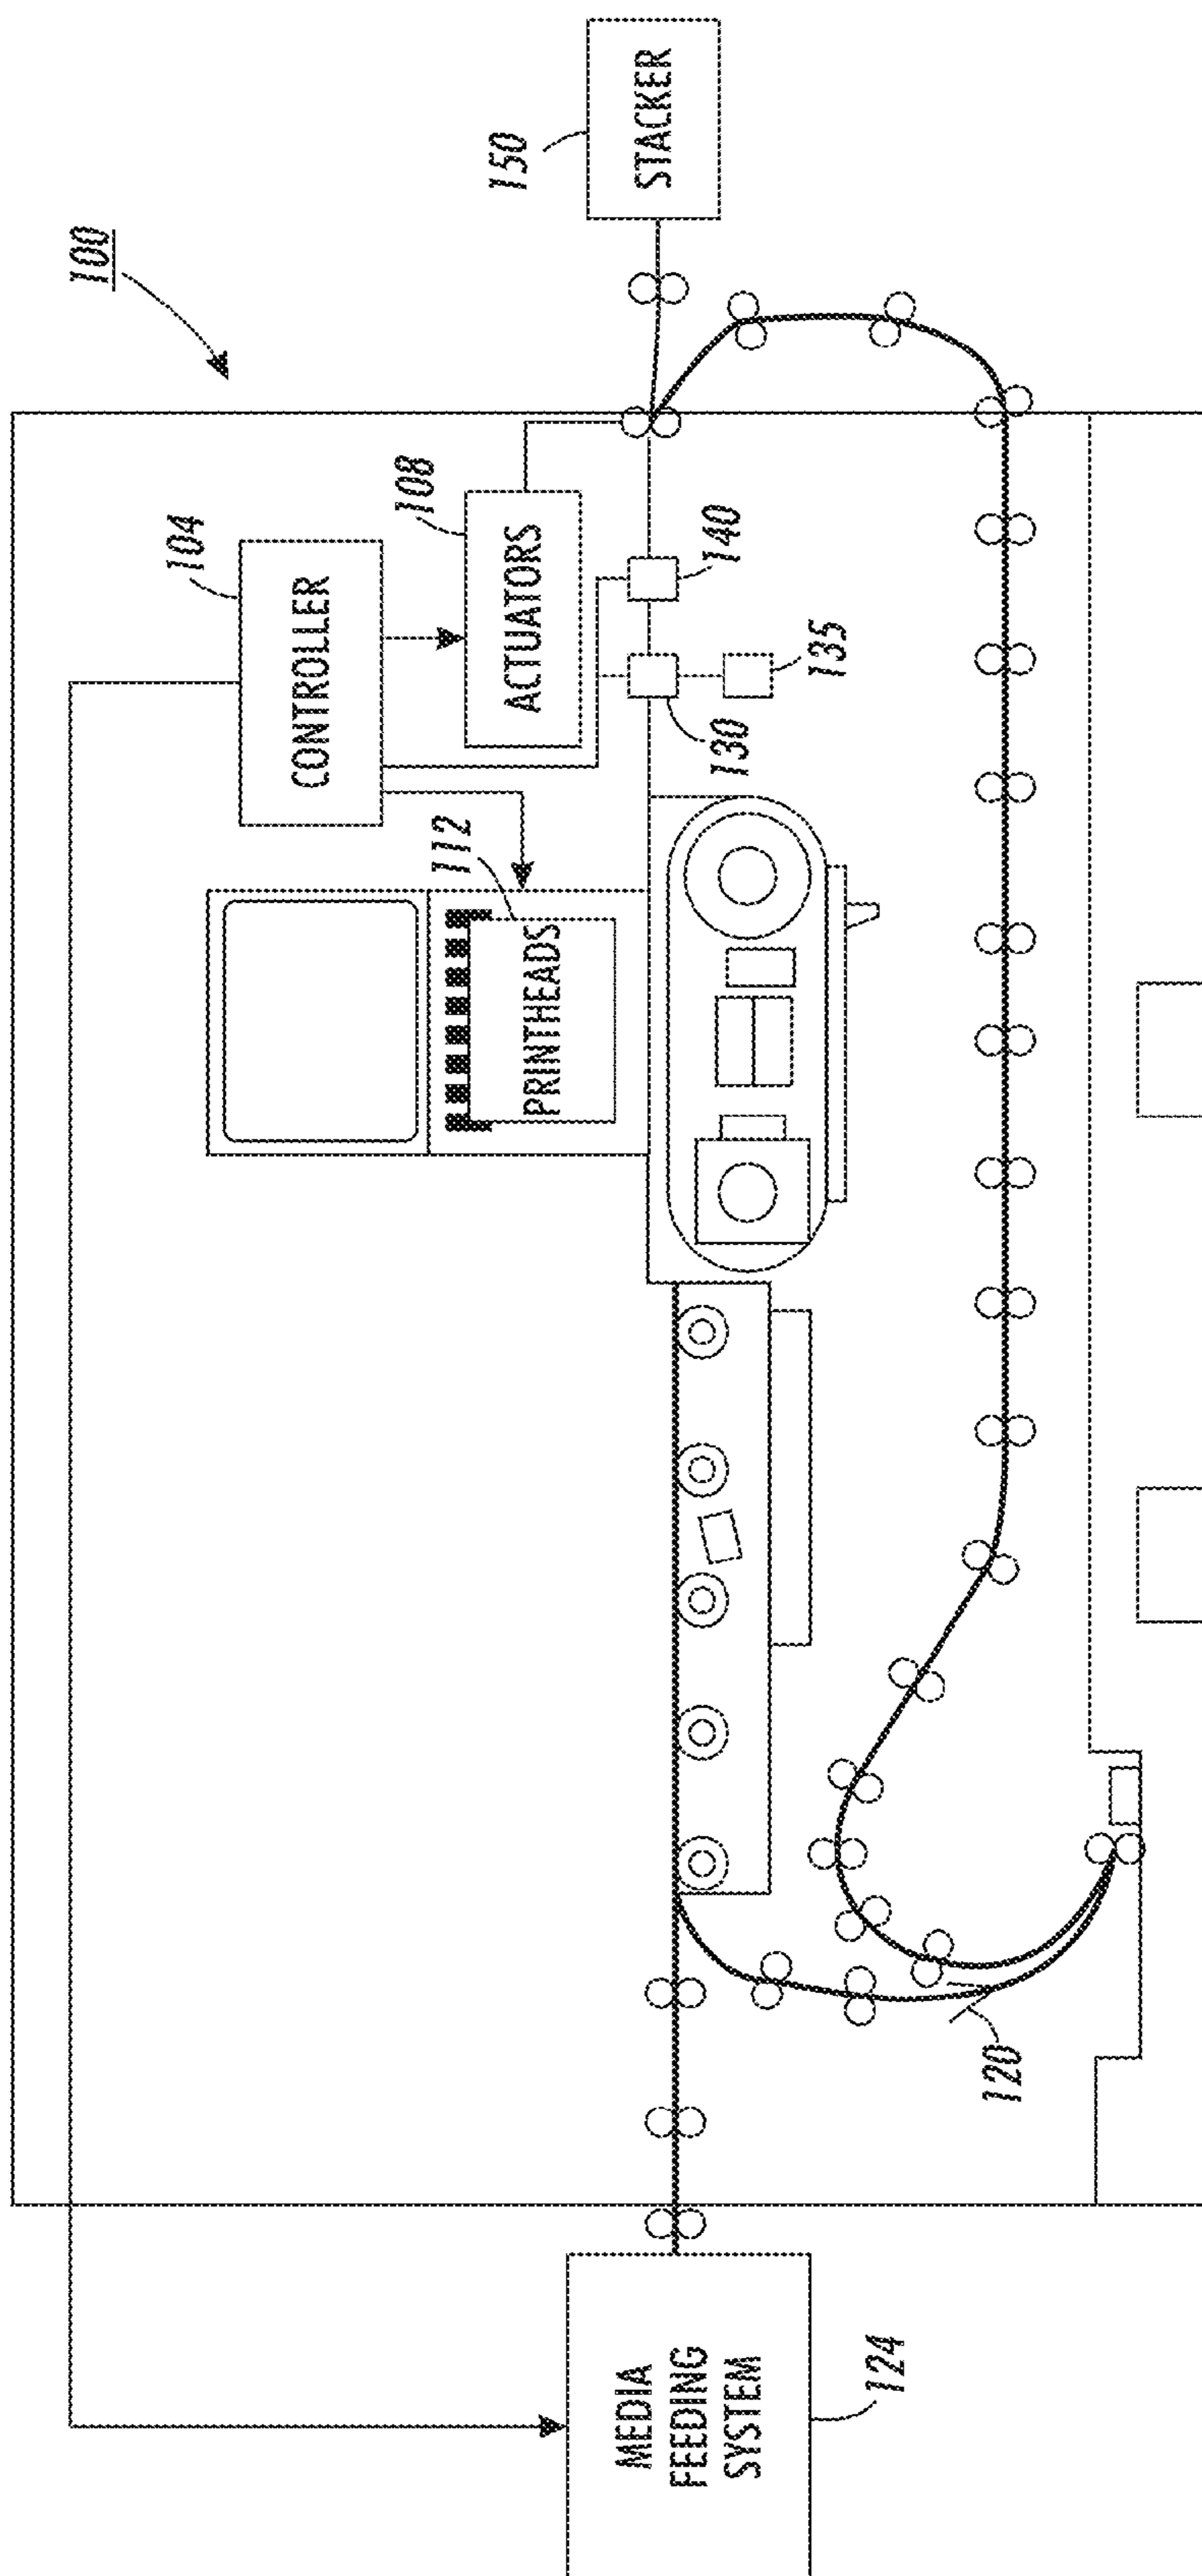 100
150
STACKER
104
CONTROLLER
108
ACTUATORS
140
135
130
112
PRINTHEADS
120
MEDIA
FEEDING
SYSTEM
124